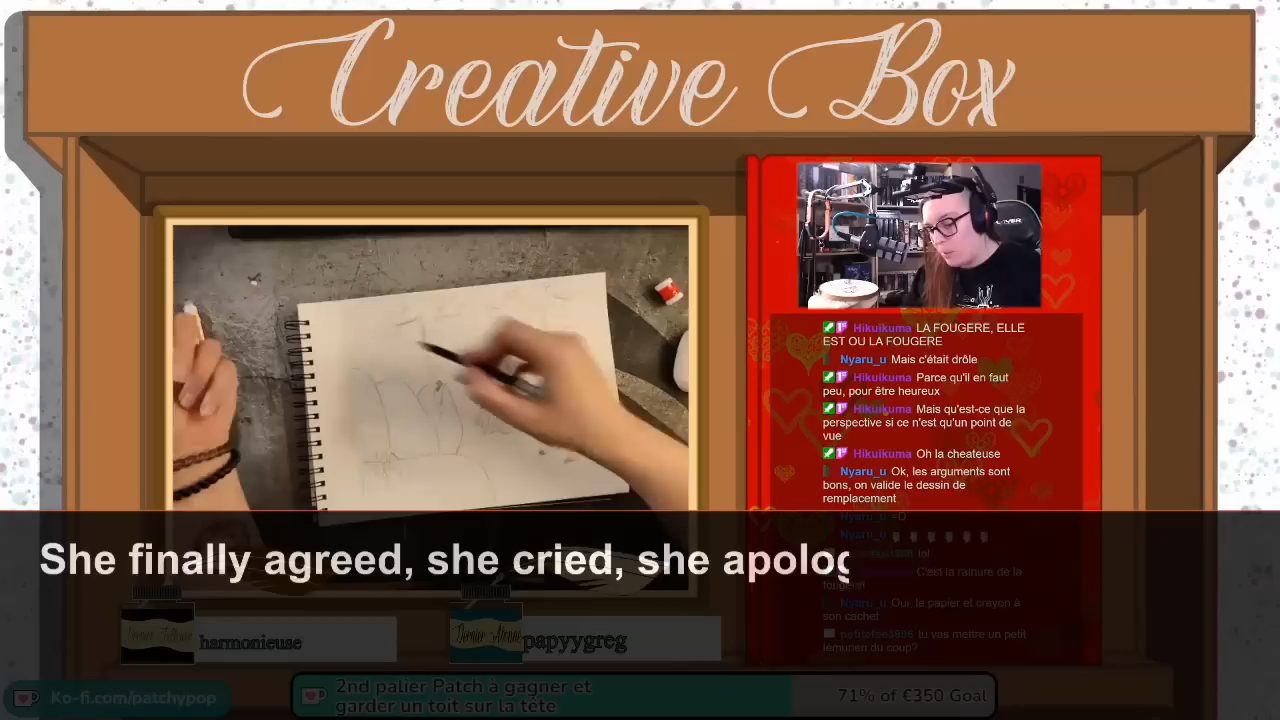 Creative Box
Hikuikuma LA FOUGERE, ELLE
EST OU LA FOUGERE
Nyaru_u Mais c'était drôle
Hikuikuma Parce qu'il en faut
peu, pour être heureux
Hikuikuma Mais qu'est-ce que la
perspective si ce n'est qu'un point de
vue
Hikuikuma Oh la cheateuse
Nyaru_u Ok, les arguments sont
bons, on valide le dessin de
remplacement
Nyaru_u =O
Nyaru_u
lol
C'est la rainure de la
Nyaru_u Oui, le papier et crayon à
son cachet
tu vas mettre un petit
lémurien du coup?
She finally agreed, she cried, she apolog
harmonieuse
Dernier
papyygreg
Ko-fi.com/patchypop
2nd palier Patch à gagner et
garder un toit sur la tête
71% of €350 Goal